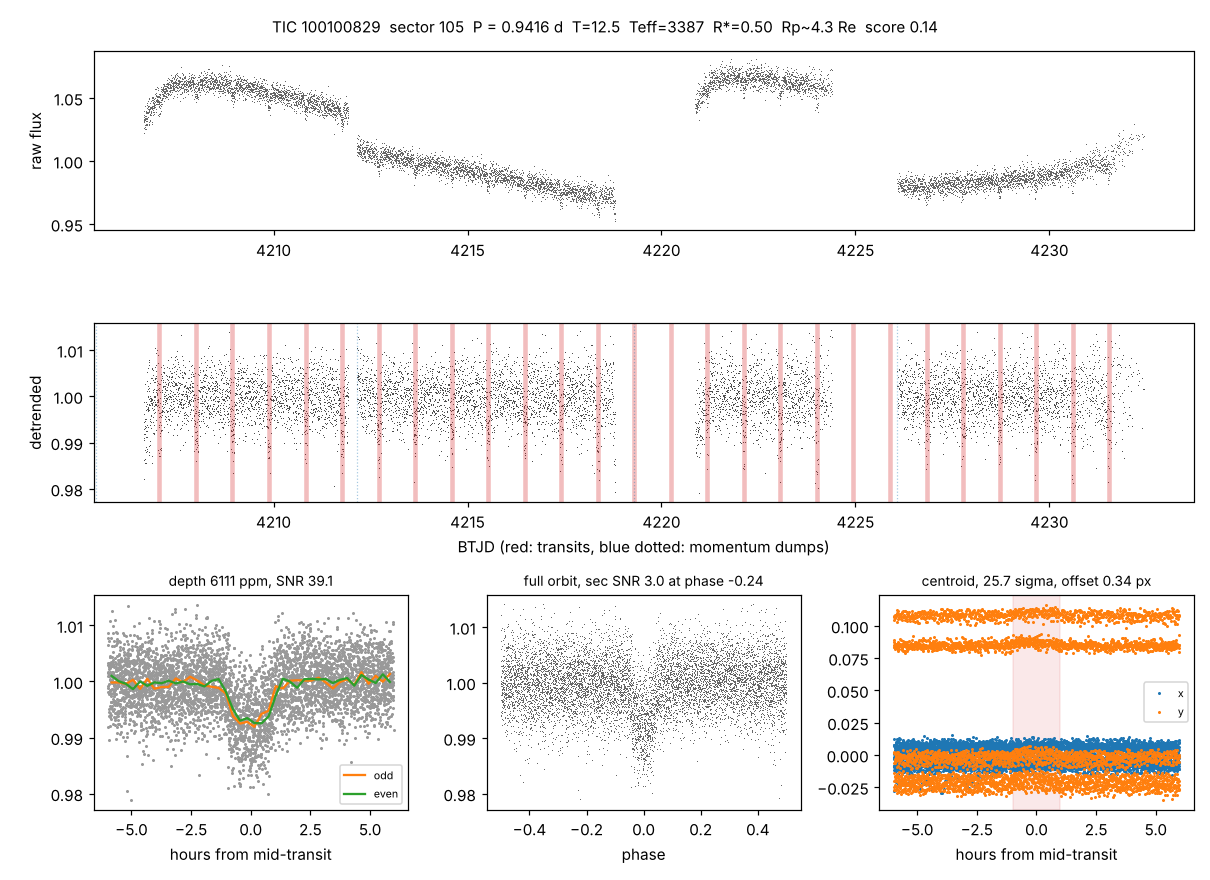 TIC 100100829 sector 105 P = 0.9416 d T=12.5 Teff=3387 R*=0.50 Rp~4.3 Re score 0.14
raw flux
1.05
1.00
0.95
4210 4215 4220 4225 4230
detrended
1.01
1.00
0.99
0.98
4210 4215 4220 4225 4230
BTJD (red: transits, blue dotted: momentum dumps)
depth 6111 ppm, SNR 39.1
1.01
1.00
0.99
0.98
odd
even
−5.0 −2.5 0.0 2.5 5.0
hours from mid-transit
full orbit, sec SNR 3.0 at phase -0.24
1.01
1.00
0.99
0.98
−0.4 −0.2 0.0 0.2 0.4
phase
centroid, 25.7 sigma, offset 0.34 px
0.100
0.075
0.050
0.025
0.000
−0.025
x
y
−5.0 −2.5 0.0 2.5 5.0
hours from mid-transit